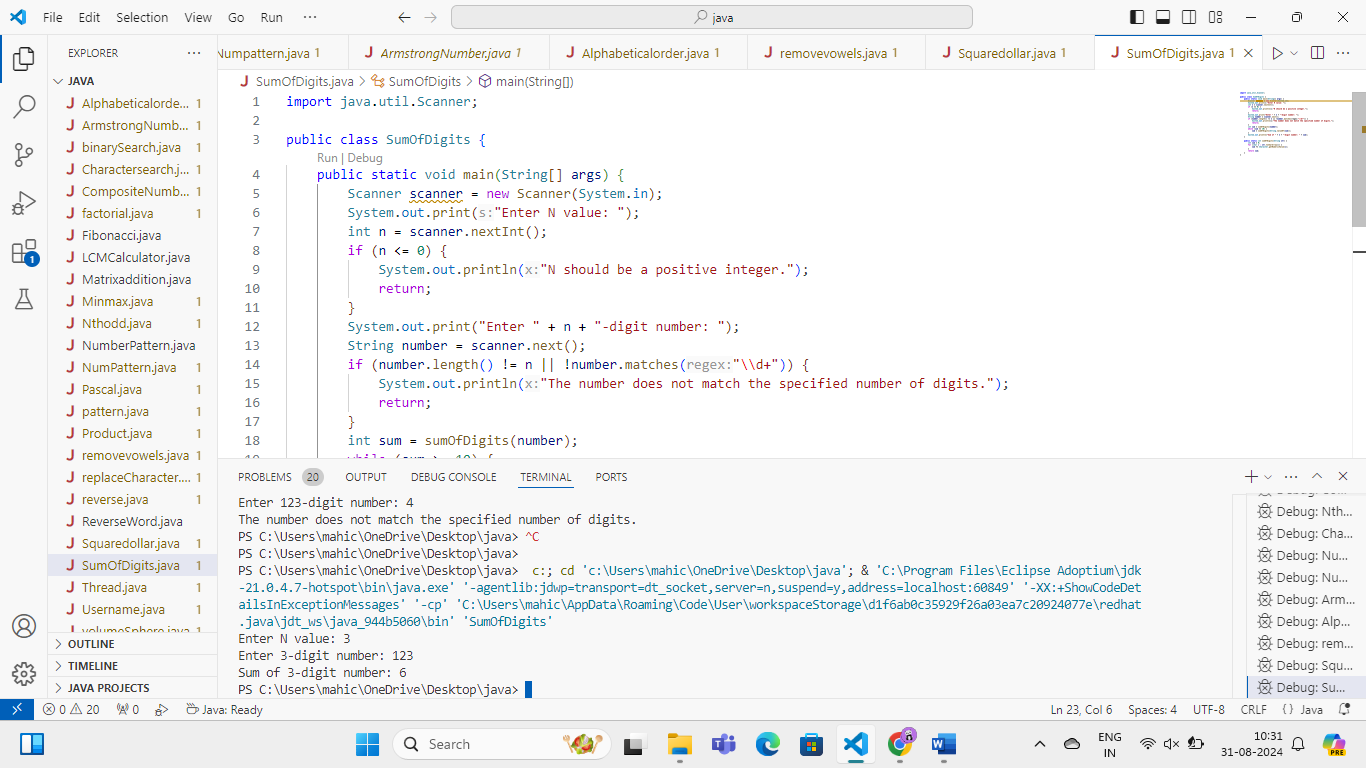 File Edit Selection View Go Run ··· java
EXPLORER ···
JAVA
Alphabeticalorde... 1
ArmstrongNumb... 1
binarySearch.java 1
Charactersearch.j... 1
CompositeNumb... 1
factorial.java 1
Fibonacci.java
LCMCalculator.java
Matrixaddition.java
Minmax.java 1
Nthodd.java 1
NumberPattern.java
NumPattern.java 1
Pascal.java 1
pattern.java 1
Product.java 1
removevowels.java 1
replaceCharacter.... 1
reverse.java 1
ReverseWord.java
Squaredollar.java 1
SumOfDigits.java 1
Thread.java 1
Username.java 1
volumeSphere.java 1
OUTLINE
TIMELINE
JAVA PROJECTS
Numpattern.java 1 ArmstrongNumber.java 1 Alphabeticalorder.java 1 removevowels.java 1 Squaredollar.java 1 SumOfDigits.java 1
SumOfDigits.java > SumOfDigits > main(String[])
1 import java.util.Scanner;
2
3 public class SumOfDigits {
Run | Debug
4 public static void main(String[] args) {
5 Scanner scanner = new Scanner(System.in);
6 System.out.print(s:"Enter N value: ");
7 int n = scanner.nextInt();
8 if (n <= 0) {
9 System.out.println(x:"N should be a positive integer.");
10 return;
11 }
12 System.out.print("Enter " + n + "-digit number: ");
13 String number = scanner.next();
14 if (number.length() != n || !number.matches(regex:"\\d+")) {
15 System.out.println(x:"The number does not match the specified number of digits.");
16 return;
17 }
18 int sum = sumOfDigits(number);
19 while (sum >= 10) {
PROBLEMS 20 OUTPUT DEBUG CONSOLE TERMINAL PORTS
Enter 123-digit number: 4
The number does not match the specified number of digits.
PS C:\Users\mahic\OneDrive\Desktop\java> ^C
PS C:\Users\mahic\OneDrive\Desktop\java>
PS C:\Users\mahic\OneDrive\Desktop\java> c:; cd 'c:\Users\mahic\OneDrive\Desktop\java'; & 'C:\Program Files\Eclipse Adoptium\jdk
-21.0.4.7-hotspot\bin\java.exe' '-agentlib:jdwp=transport=dt_socket,server=n,suspend=y,address=localhost:60849' '-XX:+ShowCodeDet
ailsInExceptionMessages' '-cp' 'C:\Users\mahic\AppData\Roaming\Code\User\workspaceStorage\d1f6ab0c35929f26a03ea7c20924077e\redhat
.java\jdt_ws\java_944b5060\bin' 'SumOfDigits'
Enter N value: 3
Enter 3-digit number: 123
Sum of 3-digit number: 6
PS C:\Users\mahic\OneDrive\Desktop\java>
Debug: Nth...
Debug: Cha...
Debug: Nu...
Debug: Nu...
Debug: Arm...
Debug: Alp...
Debug: rem...
Debug: Squ...
Debug: Su...
0 20 0 Java: Ready Ln 23, Col 6 Spaces: 4 UTF-8 CRLF {} Java
Search ENG
IN
10:31
31-08-2024
PRE